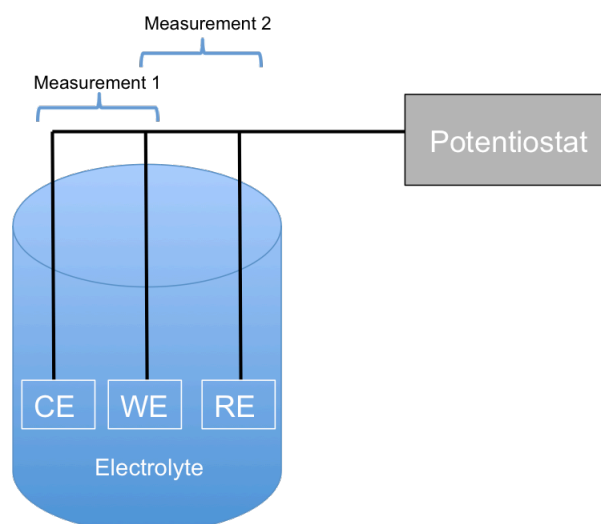 Measurement 2
Measurement 1
Potentiostat
CE WE RE
Electrolyte